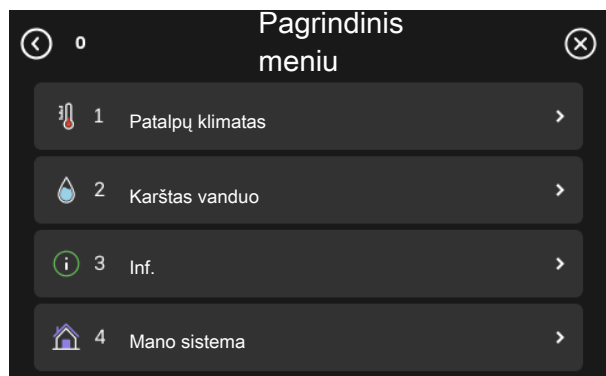 0
Pagrindinis
meniu
1 Patalpų klimatas
2 Karštas vanduo
3 Inf.
4 Mano sistema